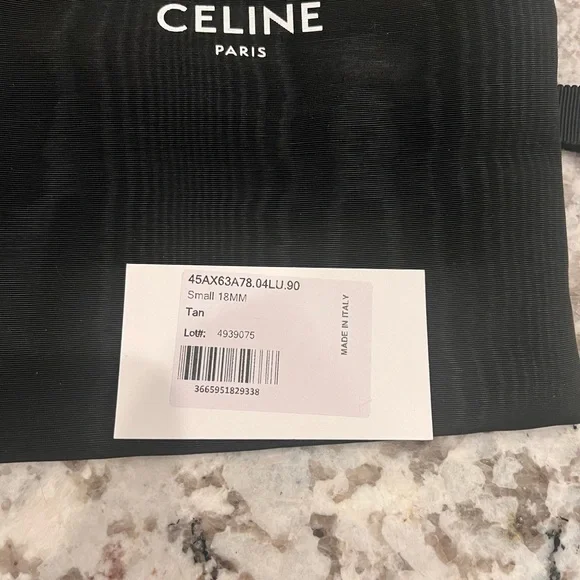 CELINE
PARIS
45AX63A78.04LU.90
Small 18MM
Tan
Lot#: 4939075
3665951829338
MADE IN ITALY